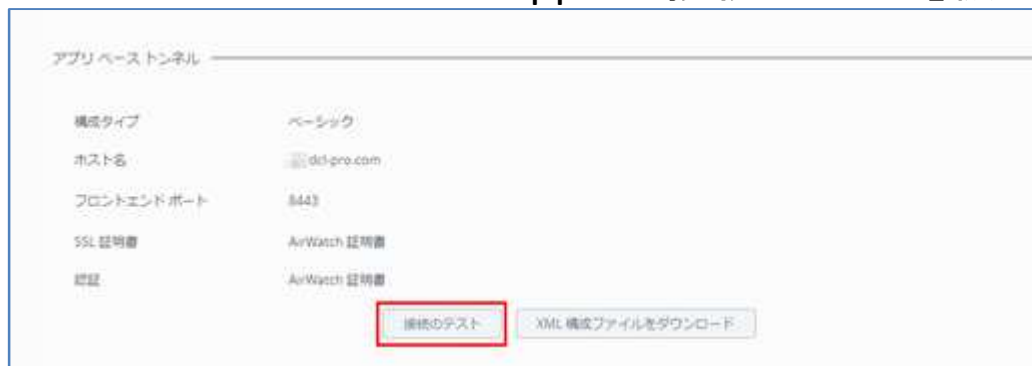 アプリ ベース トンネル
構成タイプ ベーシック
ホスト名 dcl-pro.com
フロントエンド ポート 8443
SSL 証明書 AirWatch 証明書
認証 AirWatch 証明書
接続のテスト XML 構成ファイルをダウンロード